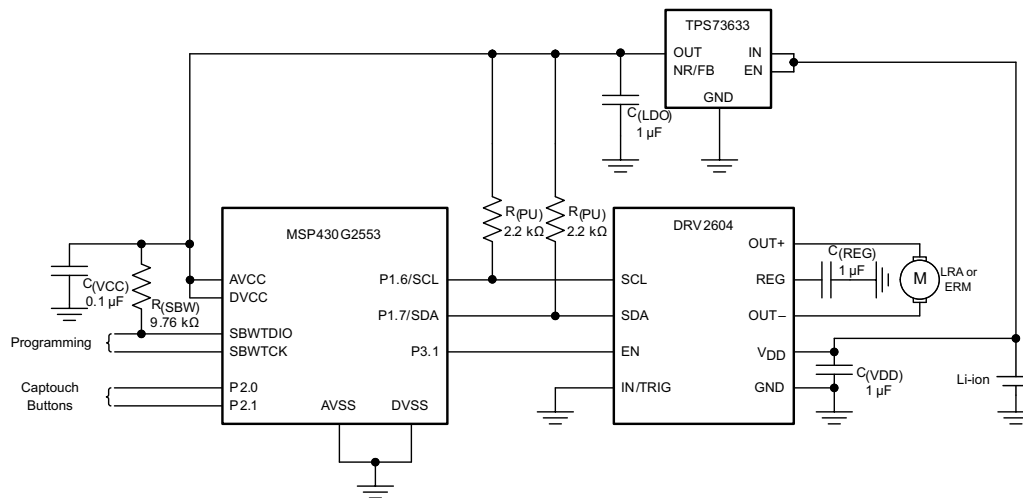 TPS73633
OUT
IN
NR/FB
EN
GND
C(LDO)
1 µF
R(PU)
2.2 kΩ
R(PU)
2.2 kΩ
MSP430G2553
AVCC
DVCC
SBWTDIO
SBWTCK
P2.0
P2.1
P1.6/SCL
P1.7/SDA
P3.1
AVSS
DVSS
C(VCC)
0.1 µF
R(SBW)
9.76 kΩ
Programming
Captouch
Buttons
DRV2604
SCL
SDA
EN
IN/TRIG
OUT+
REG
OUT–
VDD
GND
C(REG)
1 µF
M
LRA or
ERM
C(VDD)
1 µF
Li-ion